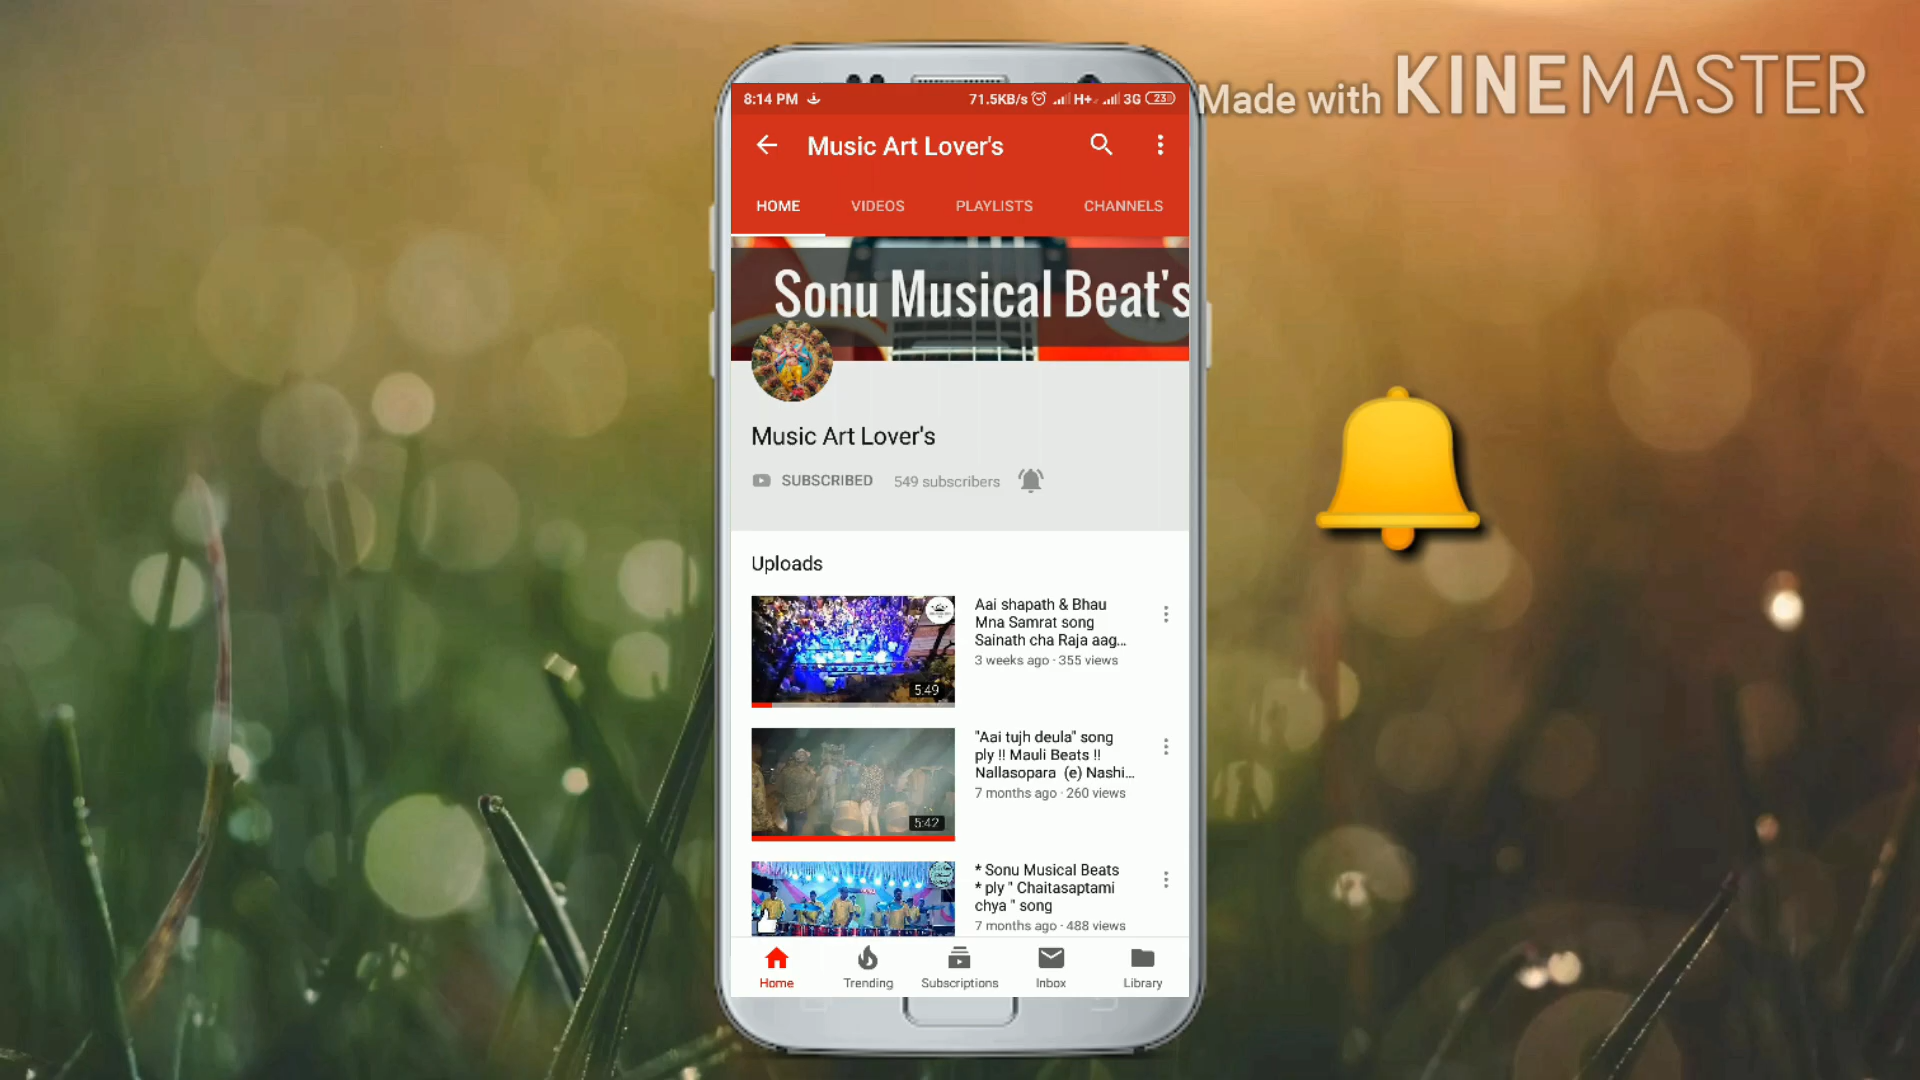 Made with KINEMASTER
8:14 PM 71.5KB/s H+ 3G 23
Music Art Lover's
HOME VIDEOS PLAYLISTS CHANNELS
Sonu Musical Beat's
Music Art Lover's
SUBSCRIBED 549 subscribers
Uploads
Aai shapath & Bhau
Mna Samrat song
Sainath cha Raja aag...
3 weeks ago · 355 views
5:49
"Aai tujh deula" song
ply !! Mauli Beats !!
Nallasopara (e) Nashi...
7 months ago · 260 views
5:42
* Sonu Musical Beats
* ply " Chaitasaptami
chya " song
7 months ago · 488 views
Home Trending Subscriptions Inbox Library